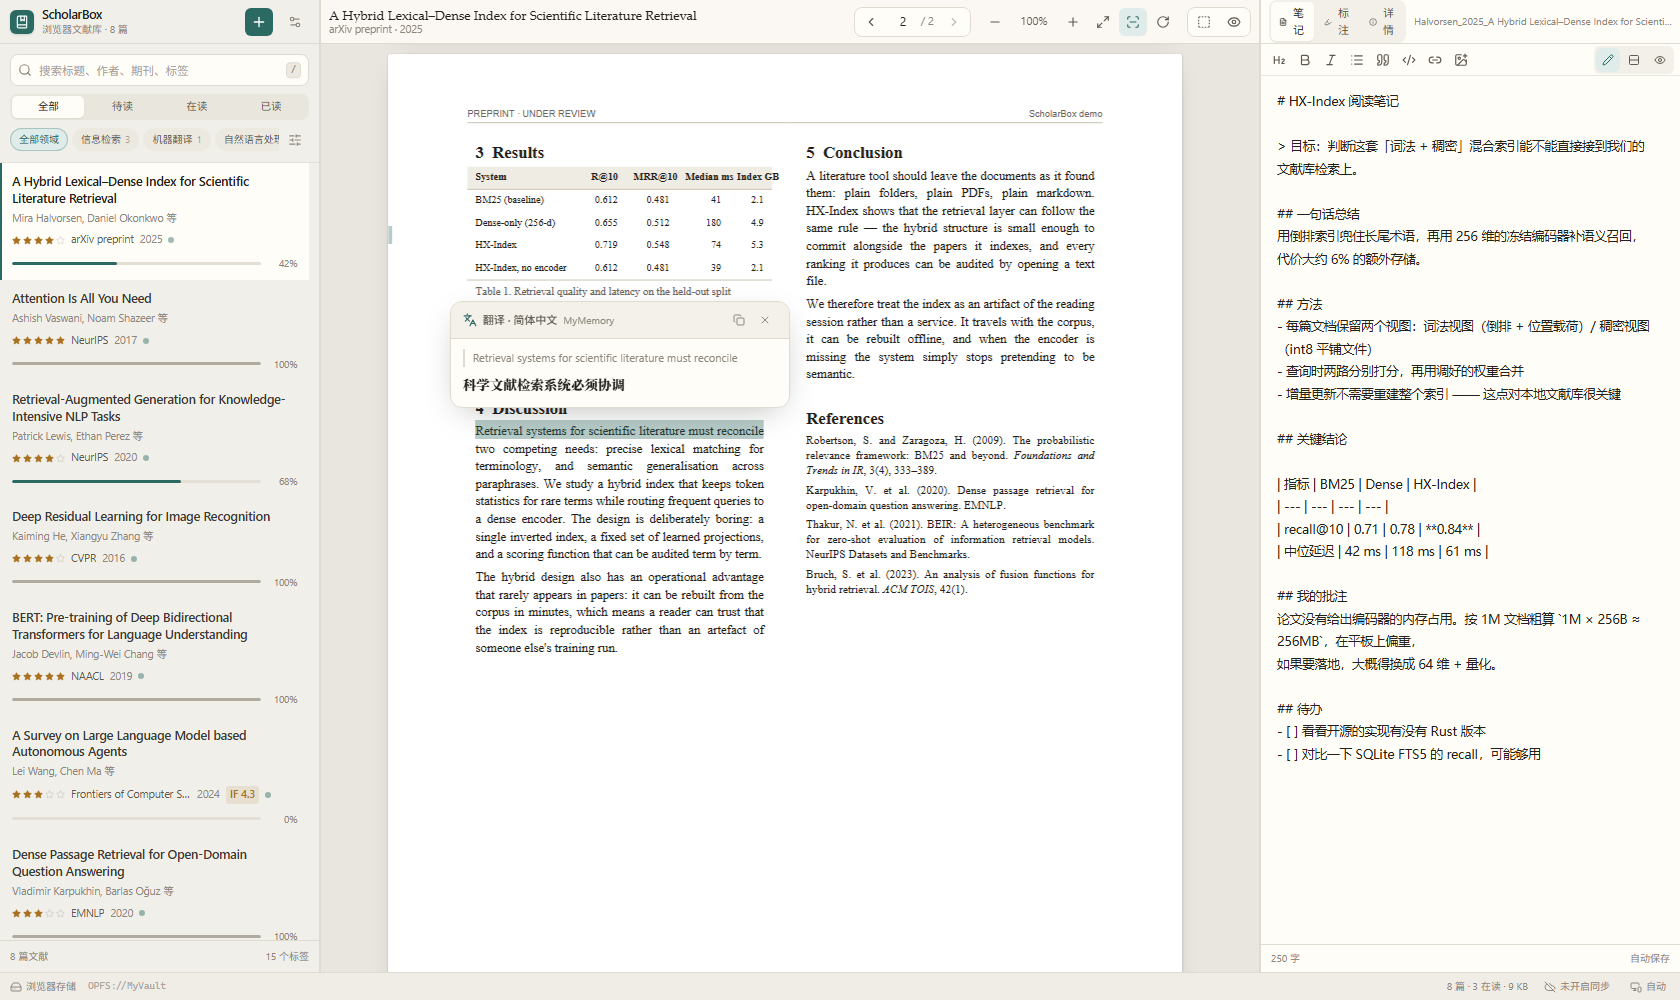 ScholarBox
浏览器文献库 · 8 篇
搜索标题、作者、期刊、标签
/
全部 待读 在读 已读
全部领域 信息检索 3 机器翻译 1 自然语言处理
A Hybrid Lexical–Dense Index for Scientific
Literature Retrieval
Mira Halvorsen, Daniel Okonkwo 等
arXiv preprint 2025
42%
Attention Is All You Need
Ashish Vaswani, Noam Shazeer 等
NeurIPS 2017
100%
Retrieval-Augmented Generation for Knowledge-
Intensive NLP Tasks
Patrick Lewis, Ethan Perez 等
NeurIPS 2020
68%
Deep Residual Learning for Image Recognition
Kaiming He, Xiangyu Zhang 等
CVPR 2016
100%
BERT: Pre-training of Deep Bidirectional
Transformers for Language Understanding
Jacob Devlin, Ming-Wei Chang 等
NAACL 2019
100%
A Survey on Large Language Model based
Autonomous Agents
Lei Wang, Chen Ma 等
Frontiers of Computer S... 2024 IF 4.3
0%
Dense Passage Retrieval for Open-Domain
Question Answering
Vladimir Karpukhin, Barlas Oğuz 等
EMNLP 2020
100%
8 篇文献 15 个标签
浏览器存储 OPFS://MyVault
A Hybrid Lexical–Dense Index for Scientific Literature Retrieval
arXiv preprint · 2025
2 / 2
100%
PREPRINT · UNDER REVIEW ScholarBox demo
3 Results
System R@10 MRR@10 Median ms Index GB
BM25 (baseline) 0.612 0.481 41 2.1
Dense-only (256-d) 0.655 0.512 180 4.9
HX-Index 0.719 0.548 74 5.3
HX-Index, no encoder 0.612 0.481 39 2.1
Table 1. Retrieval quality and latency on the held-out split
翻译 · 简体中文 MyMemory
Retrieval systems for scientific literature must reconcile
科学文献检索系统必须协调
4 Discussion
Retrieval systems for scientific literature must reconcile
two competing needs: precise lexical matching for
terminology, and semantic generalisation across
paraphrases. We study a hybrid index that keeps token
statistics for rare terms while routing frequent queries to
a dense encoder. The design is deliberately boring: a
single inverted index, a fixed set of learned projections,
and a scoring function that can be audited term by term.
The hybrid design also has an operational advantage
that rarely appears in papers: it can be rebuilt from the
corpus in minutes, which means a reader can trust that
the index is reproducible rather than an artefact of
someone else's training run.
5 Conclusion
A literature tool should leave the documents as it found
them: plain folders, plain PDFs, plain markdown.
HX-Index shows that the retrieval layer can follow the
same rule — the hybrid structure is small enough to
commit alongside the papers it indexes, and every
ranking it produces can be audited by opening a text
file.
We therefore treat the index as an artifact of the reading
session rather than a service. It travels with the corpus,
it can be rebuilt offline, and when the encoder is
missing the system simply stops pretending to be
semantic.
References
Robertson, S. and Zaragoza, H. (2009). The probabilistic
relevance framework: BM25 and beyond. Foundations and
Trends in IR, 3(4), 333–389.
Karpukhin, V. et al. (2020). Dense passage retrieval for
open-domain question answering. EMNLP.
Thakur, N. et al. (2021). BEIR: A heterogeneous benchmark
for zero-shot evaluation of information retrieval models.
NeurIPS Datasets and Benchmarks.
Bruch, S. et al. (2023). An analysis of fusion functions for
hybrid retrieval. ACM TOIS, 42(1).
笔记 标注 详情 Halvorsen_2025_A Hybrid Lexical–Dense Index for Scienti...
H2 B I
# HX-Index 阅读笔记
> 目标：判断这套「词法 + 稠密」混合索引能不能直接接到我们的
文献库检索上。
## 一句话总结
用倒排索引兜住长尾术语，再用 256 维的冻结编码器补语义召回，
代价大约 6% 的额外存储。
## 方法
- 每篇文档保留两个视图：词法视图（倒排 + 位置载荷）/ 稠密视图
（int8 平铺文件）
- 查询时两路分别打分，再用调好的权重合并
- 增量更新不需要重建整个索引 —— 这点对本地文献库很关键
## 关键结论
| 指标 | BM25 | Dense | HX-Index |
| --- | --- | --- | --- |
| recall@10 | 0.71 | 0.78 | **0.84** |
| 中位延迟 | 42 ms | 118 ms | 61 ms |
## 我的批注
论文没有给出编码器的内存占用。按 1M 文档粗算 `1M × 256B ≈
256MB`，在平板上偏重，
如果要落地，大概得换成 64 维 + 量化。
## 待办
- [ ] 看看开源的实现有没有 Rust 版本
- [ ] 对比一下 SQLite FTS5 的 recall，可能够用
250 字 自动保存
8 篇 · 3 在读 · 9 KB 未开启同步 自动